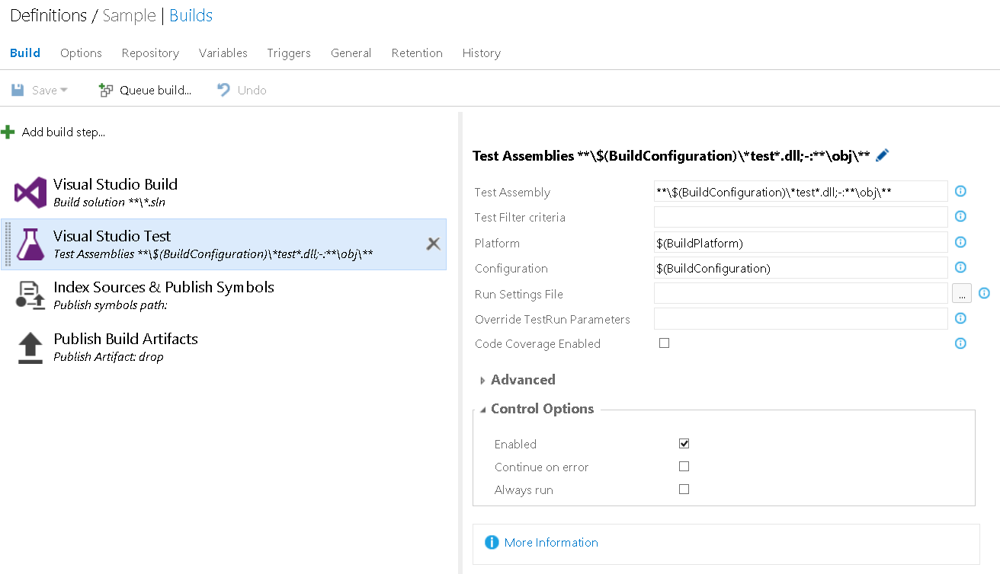 Definitions / Sample | Builds
Build Options Repository Variables Triggers General Retention History
Save Queue build... Undo
Add build step...
Visual Studio Build
Build solution **\*.sln
Visual Studio Test
Test Assemblies **\$(BuildConfiguration)\*test*.dll;-:**\obj\**
Index Sources & Publish Symbols
Publish symbols path:
Publish Build Artifacts
Publish Artifact: drop
Test Assemblies **\$(BuildConfiguration)\*test*.dll;-:**\obj\**
Test Assembly **\$(BuildConfiguration)\*test*.dll;-:**\obj\**
Test Filter criteria
Platform $(BuildPlatform)
Configuration $(BuildConfiguration)
Run Settings File ...
Override TestRun Parameters
Code Coverage Enabled
Advanced
Control Options
Enabled
Continue on error
Always run
More Information